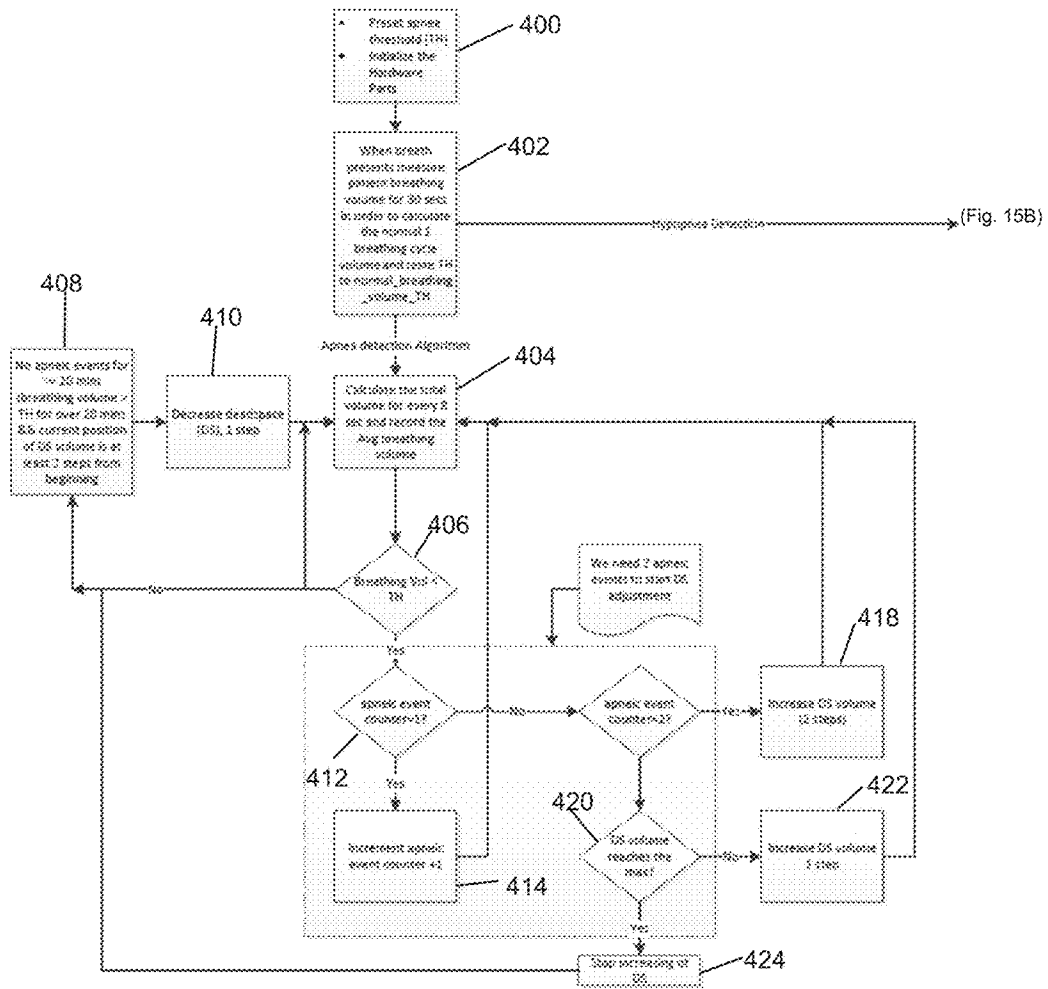 Preset apnea
threshold (TH)
Initialize the
Hardware
Parts
400
When breath
presents measure
present breathing
volume for 30 secs
in order to calculate
the normal 1
breathing cycle
volume and some TH
to normal_breathing
_volume_TH
402
Hypopnea Detection
(Fig. 15B)
Apnea detection Algorithm
404
Calculate the total
volume for every 8
sec and record the
Avg breathing
volume
408
No apneic events for
20 mins
(Breathing volume >
TH for over 20 mins
&& current position
of DS volume is at
least 2 steps from
beginning
410
Decrease deadspace
(DS), 1 step
406
Breathing Vol <
TH
No
Yes
We need 2 apneic
events to start DS
adjustment
apneic event
counter=1?
412
No
apneic event
counter=2?
Yes
418
Increase DS volume
(2 steps)
Yes
Increment apneic
event counter +1
414
420
DS volume
reaches the
max?
No
422
Increase DS volume
1 step
Yes
Stop increasing of
DS
424